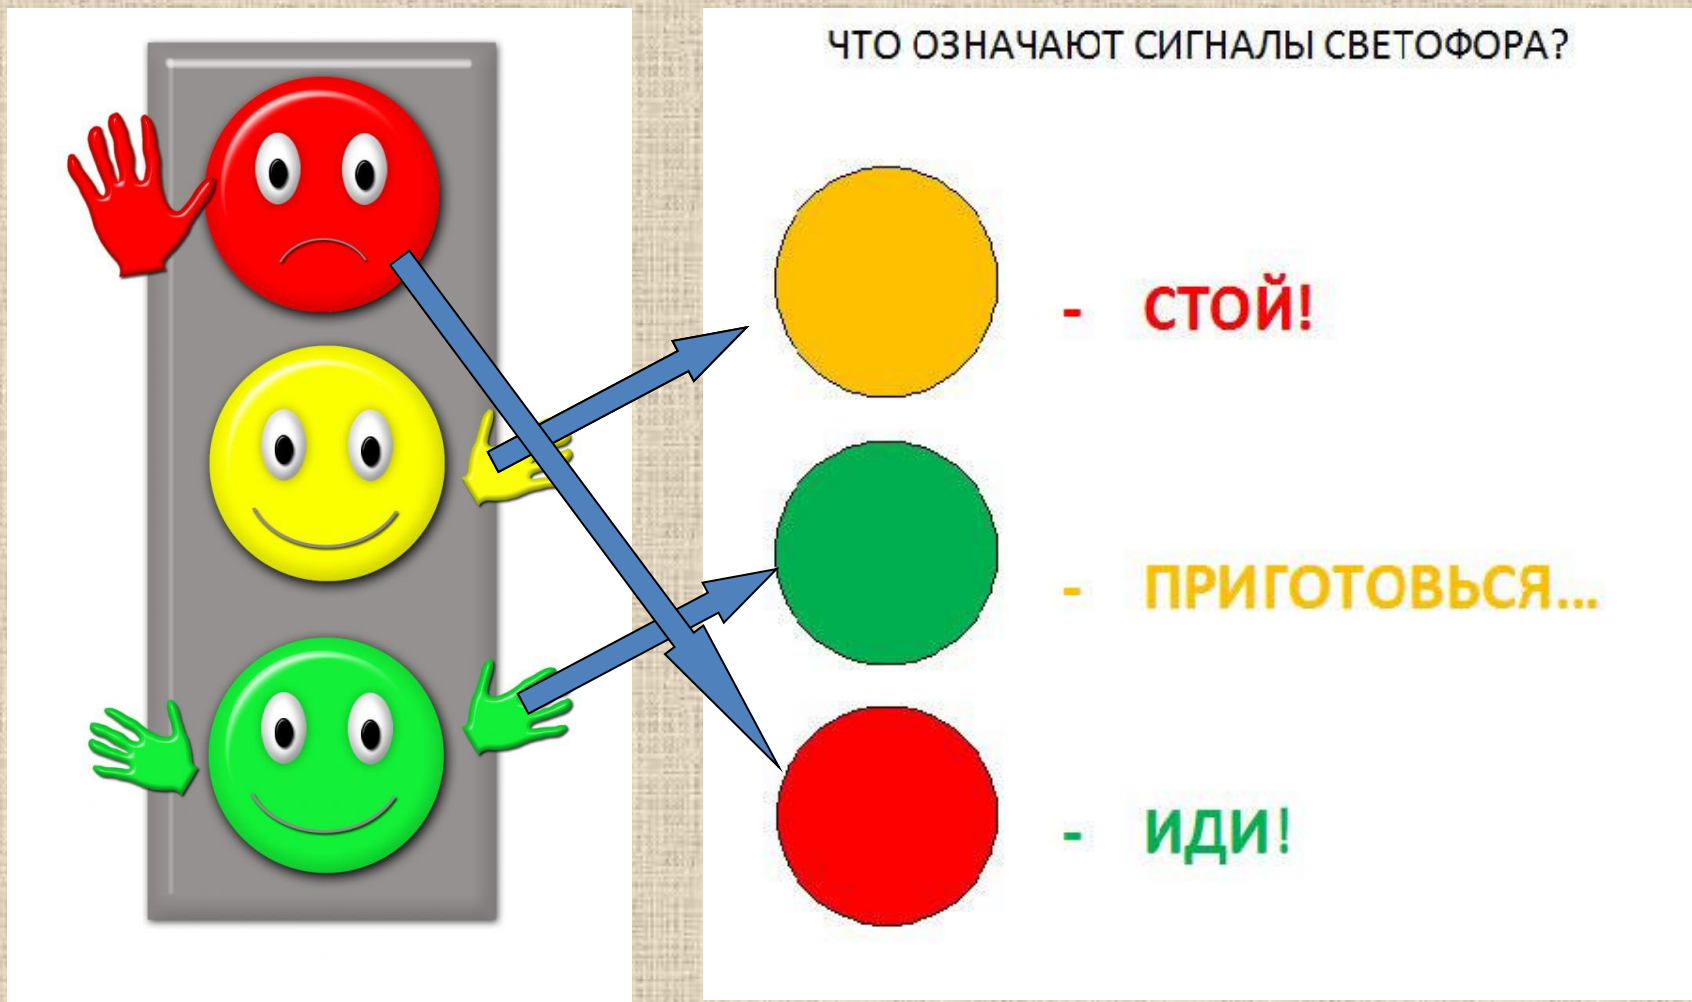 ЧТО ОЗНАЧАЮТ СИГНАЛЫ СВЕТОФОРА?
- СТОЙ!
- ПРИГОТОВЬСЯ...
- ИДИ!